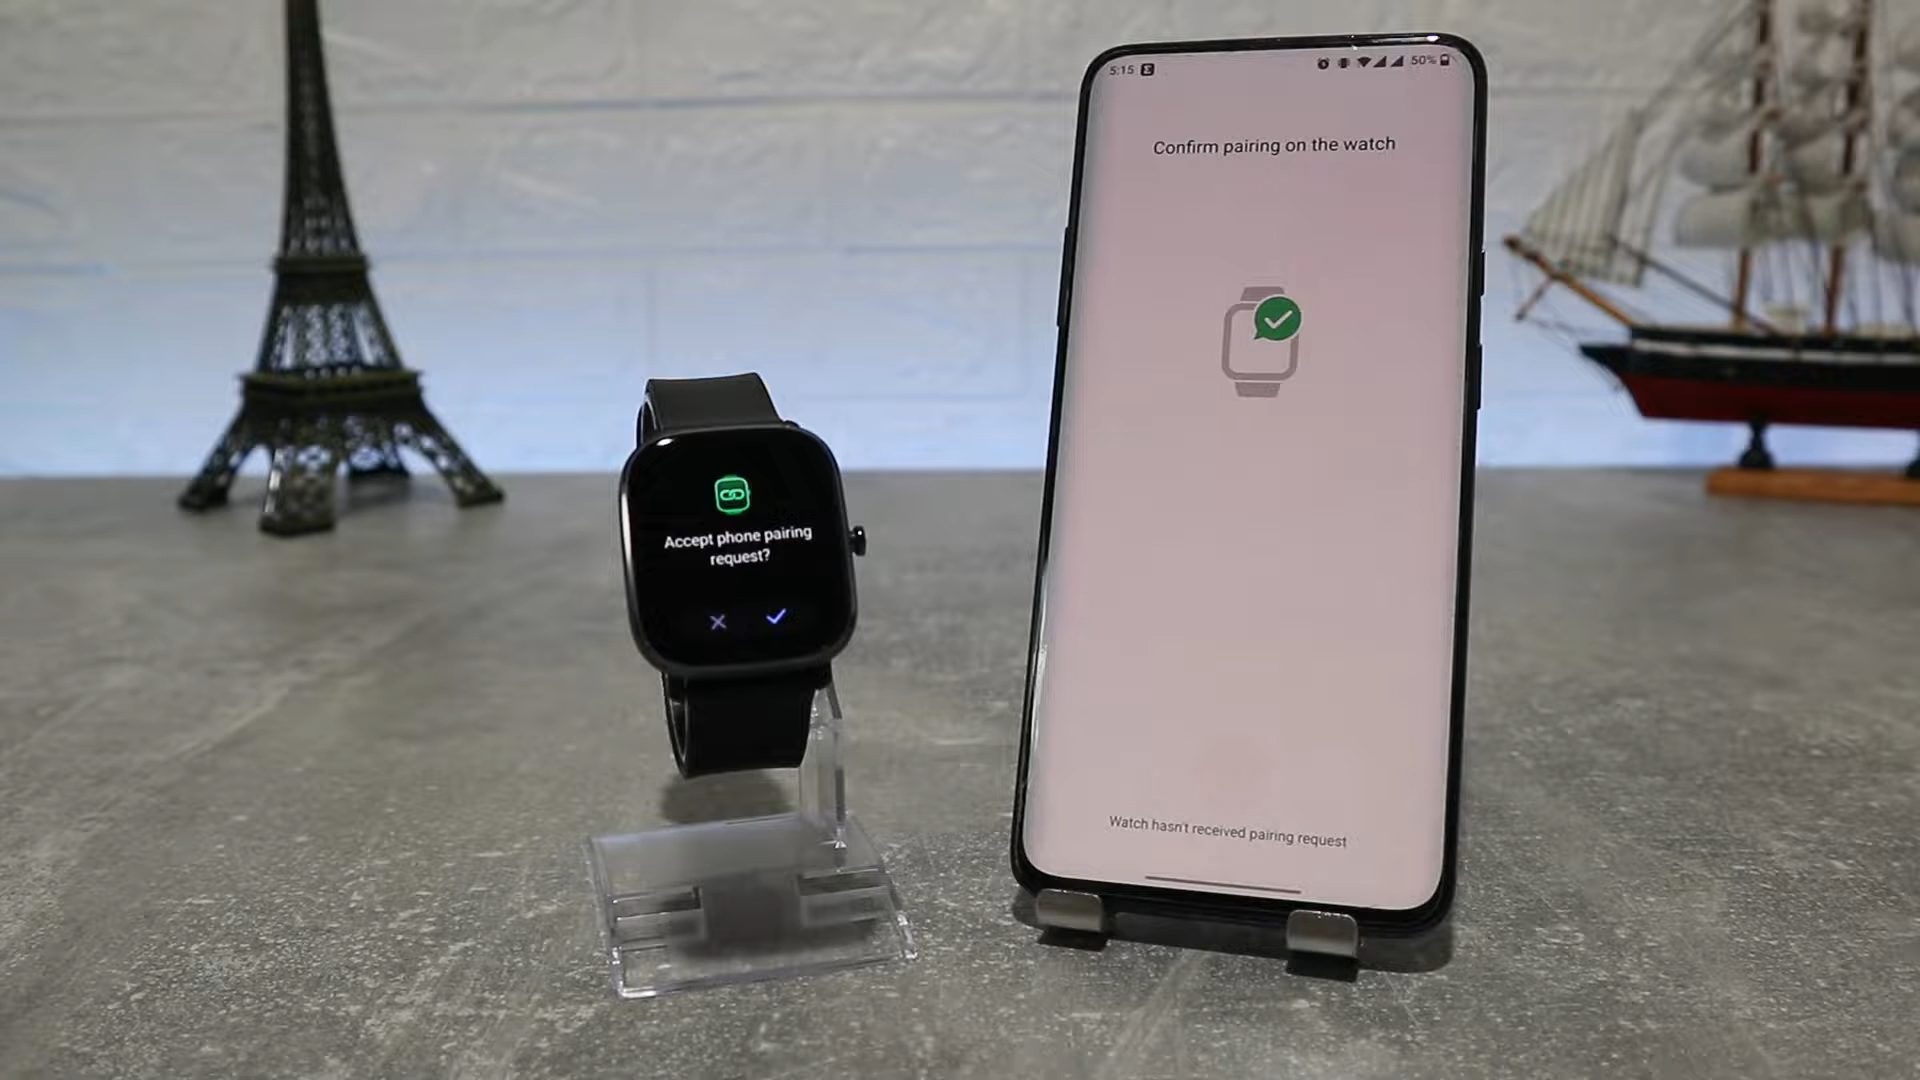 Accept phone pairing
request?
5:15
50%
Confirm pairing on the watch
Watch hasn't received pairing request